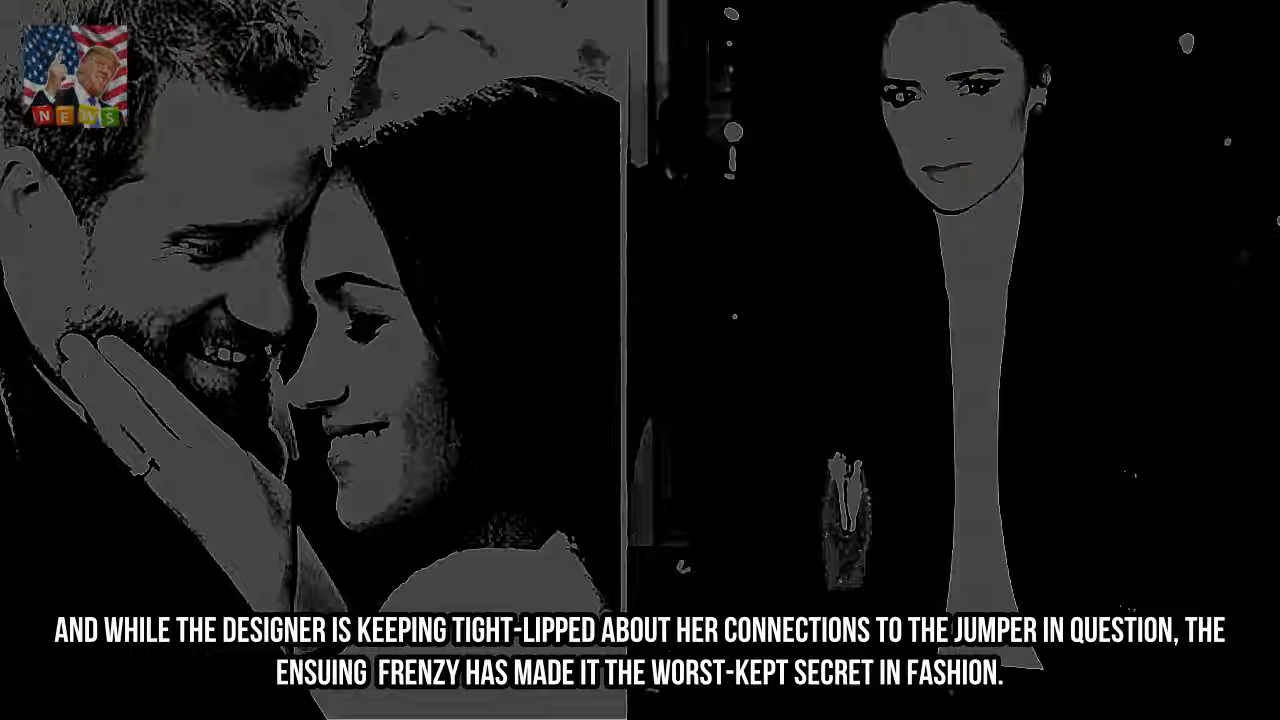 NEWS
AND WHILE THE DESIGNER IS KEEPING TIGHT-LIPPED ABOUT HER CONNECTIONS TO THE JUMPER IN QUESTION, THE
ENSUING FRENZY HAS MADE IT THE WORST-KEPT SECRET IN FASHION.